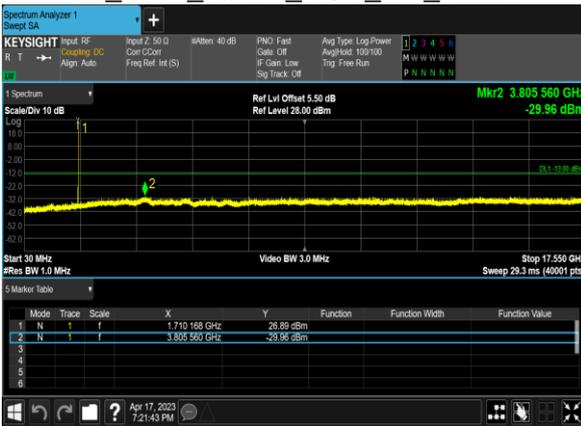 Spectrum Analyzer 1
Swept SA
+
KEYSIGHT Input: RF Input Z: 50 Ω #Atten: 40 dB PNO: Fast Avg Type: Log-Power 1 2 3 4 5 6
R T Coupling: DC Corr CCorr Gate: Off Avg|Hold: 100/100 M W W W W W
Align: Auto Freq Ref: Int (S) IF Gain: Low Trig: Free Run
Sig Track: Off P N N N N N
1 Spectrum
Ref Lvl Offset 5.50 dB Mkr2 3.805 560 GHz
Scale/Div 10 dB Ref Level 28.00 dBm -29.96 dBm
Log
1
18.0
8.00
-2.00
-12.0 DL1 -13.00 dBm
-22.0
2
-32.0
-42.0
-52.0
-62.0
Start 30 MHz Video BW 3.0 MHz Stop 17.550 GHz
#Res BW 1.0 MHz Sweep 29.3 ms (40001 pts)
5 Marker Table
Mode Trace Scale X Y Function Function Width Function Value
1 N 1 f 1.710 168 GHz 26.89 dBm
2 N 1 f 3.805 560 GHz -29.96 dBm
3
4
5
6
? Apr 17, 2023
7:21:43 PM